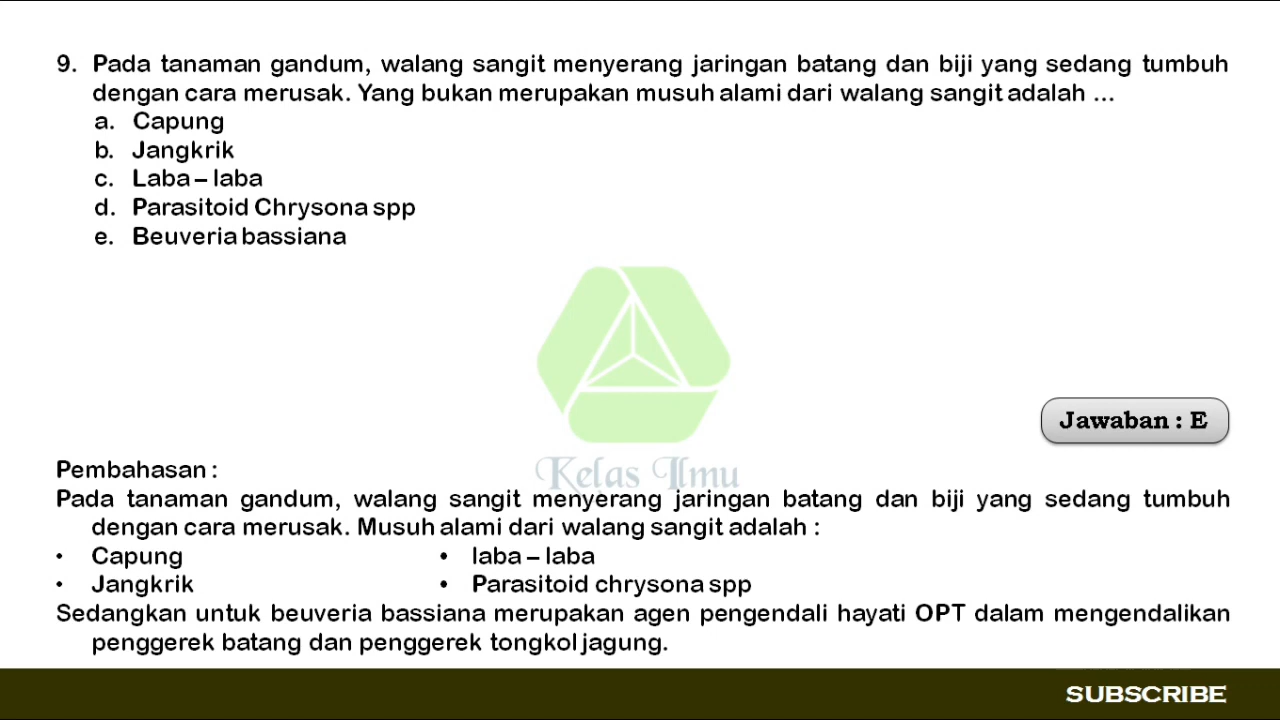 9. Pada tanaman gandum, walang sangit menyerang jaringan batang dan biji yang sedang tumbuh
dengan cara merusak. Yang bukan merupakan musuh alami dari walang sangit adalah ...
a. Capung
b. Jangkrik
c. Laba – laba
d. Parasitoid Chrysona spp
e. Beuveria bassiana
Jawaban : E
Kelas Ilmu
Pembahasan :
Pada tanaman gandum, walang sangit menyerang jaringan batang dan biji yang sedang tumbuh
dengan cara merusak. Musuh alami dari walang sangit adalah :
• Capung • laba – laba
• Jangkrik • Parasitoid chrysona spp
Sedangkan untuk beuveria bassiana merupakan agen pengendali hayati OPT dalam mengendalikan
penggerek batang dan penggerek tongkol jagung.
SUBSCRIBE